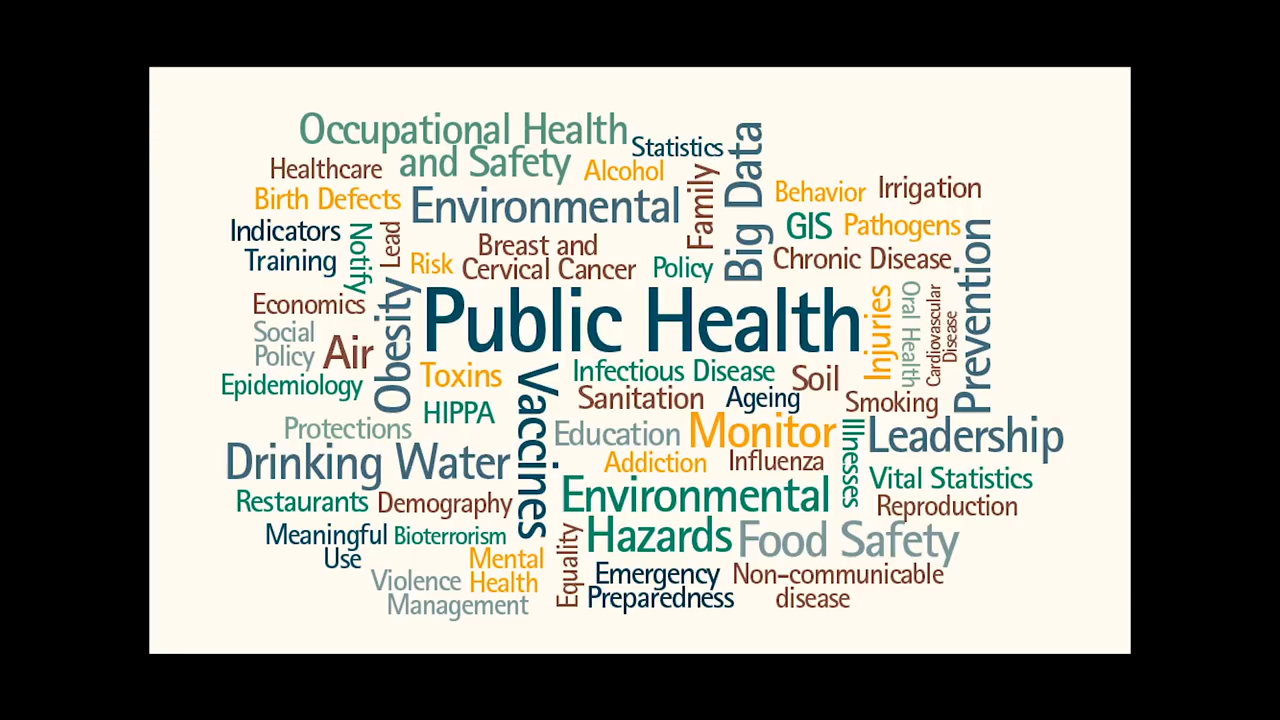 Occupational Health
and Safety
Statistics
Big Data
Healthcare
Alcohol
Family
Behavior
Irrigation
Birth Defects
Environmental
GIS
Pathogens
Indicators
Notify
Lead
Breast and
Cervical Cancer
Training
Risk
Policy
Chronic Disease
Prevention
Economics
Obesity
Public Health
Injuries
Oral Health
Cardiovascular
Disease
Social
Policy
Air
Epidemiology
Toxins
Vaccines
Infectious Disease
Soil
Sanitation
Ageing
Smoking
HIPPA
Protections
Education
Monitor
Illnesses
Leadership
Drinking Water
Addiction
Influenza
Vital Statistics
Restaurants
Demography
Environmental
Hazards
Reproduction
Meaningful
Use
Bioterrorism
Equality
Food Safety
Mental
Health
Violence
Management
Emergency
Preparedness
Non-communicable
disease